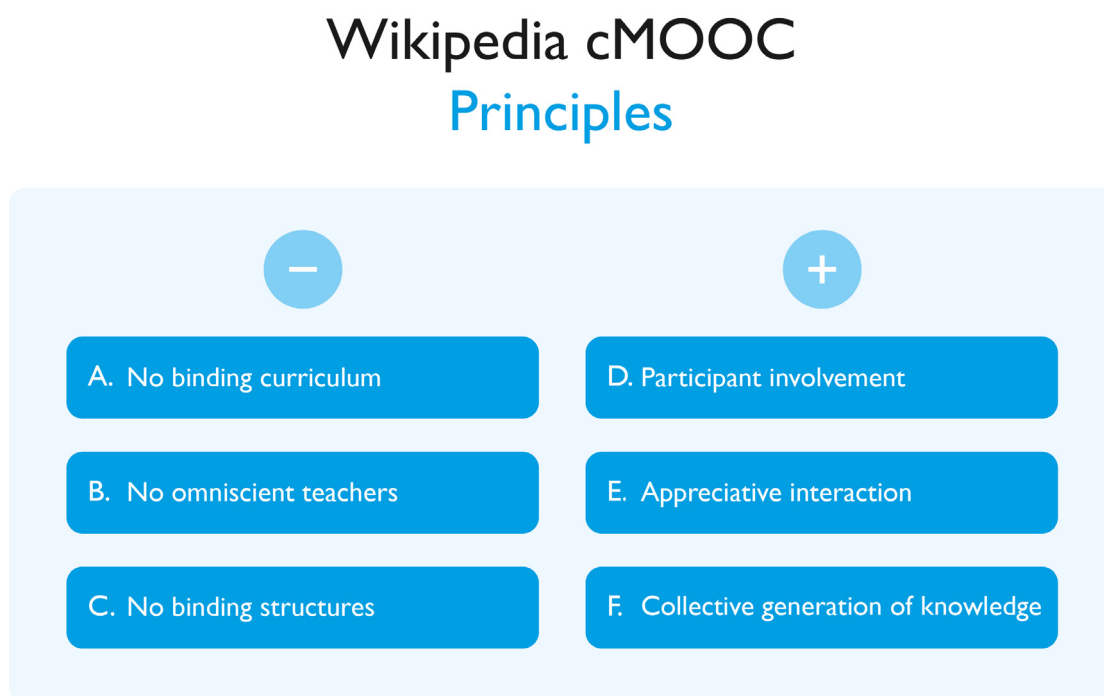 Wikipedia cMOOC
Principles
−
A. No binding curriculum
B. No omniscient teachers
C. No binding structures
+
D. Participant involvement
E. Appreciative interaction
F. Collective generation of knowledge